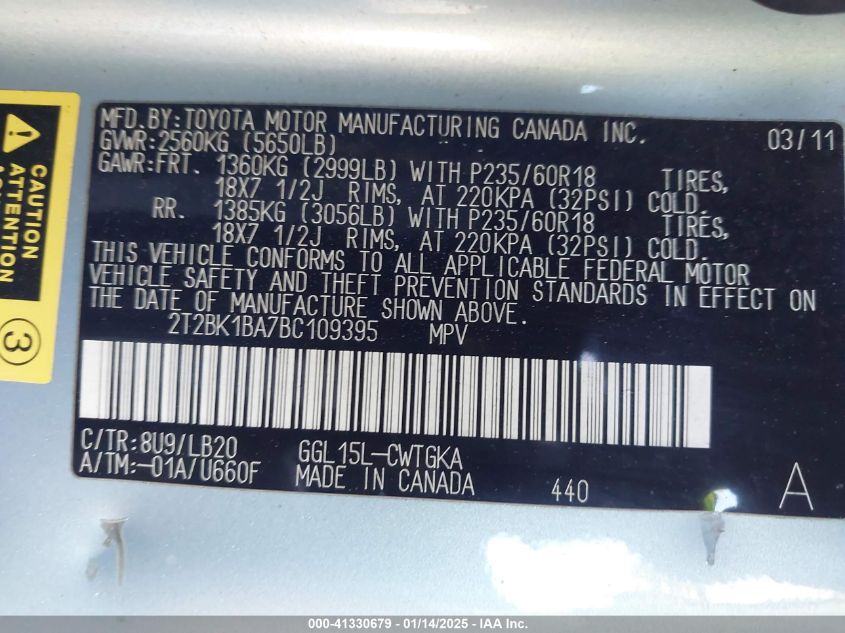 MFD. BY: TOYOTA MOTOR MANUFACTURING CANADA INC. 03/11
GVWR: 2560KG (5650LB)
GAWR: FRT. 1360KG (2999LB) WITH P235/60R18 TIRES,
18X7 1/2J RIMS, AT 220KPA (32PSI) COLD.
RR. 1385KG (3056LB) WITH P235/60R18 TIRES,
18X7 1/2J RIMS, AT 220KPA (32PSI) COLD.
THIS VEHICLE CONFORMS TO ALL APPLICABLE FEDERAL MOTOR
VEHICLE SAFETY AND THEFT PREVENTION STANDARDS IN EFFECT ON
THE DATE OF MANUFACTURE SHOWN ABOVE.
2T2BK1BA7BC109395 MPV
C/TR: 8U9/LB20 GGL15L-CWTGKA
A/TM: -01A/U660F MADE IN CANADA 440 A
CAUTION
ATTENTION
3
000-41330679 - 01/14/2025 - IAA Inc.